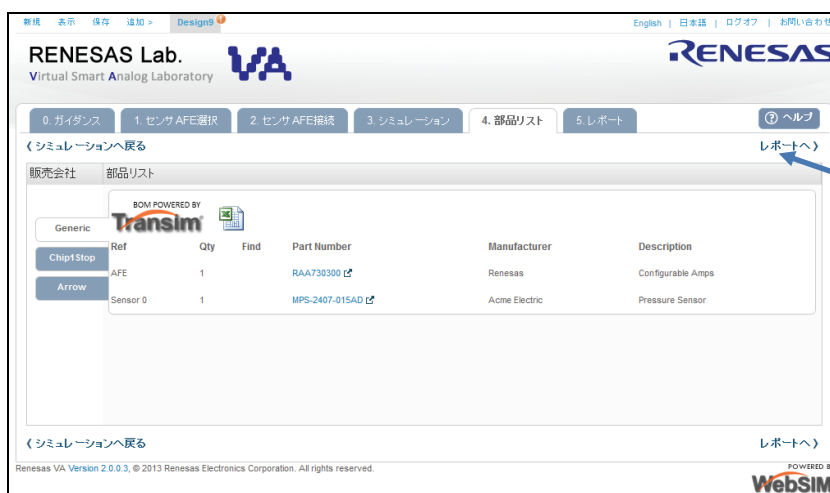 新規 表示 保存 追加 > Design9 English | 日本語 | ログオフ | お問い合わせ
RENESAS Lab. VA RENESAS
Virtual Smart Analog Laboratory
0. ガイダンス 1. センサ AFE選択 2. センサ AFE接続 3. シミュレーション 4. 部品リスト 5. レポート ? ヘルプ
《 シミュレーションへ戻る レポートへ 》
販売会社 部品リスト
BOM POWERED BY
Transim
Generic
Ref Qty Find Part Number Manufacturer Description
Chip1Stop
AFE 1 RAA730300 Renesas Configurable Amps
Arrow
Sensor 0 1 MPS-2407-015AD Acme Electric Pressure Sensor
《 シミュレーションへ戻る レポートへ 》
Renesas VA Version 2.0.0.3, © 2013 Renesas Electronics Corporation. All rights reserved. POWERED B
WebSIM